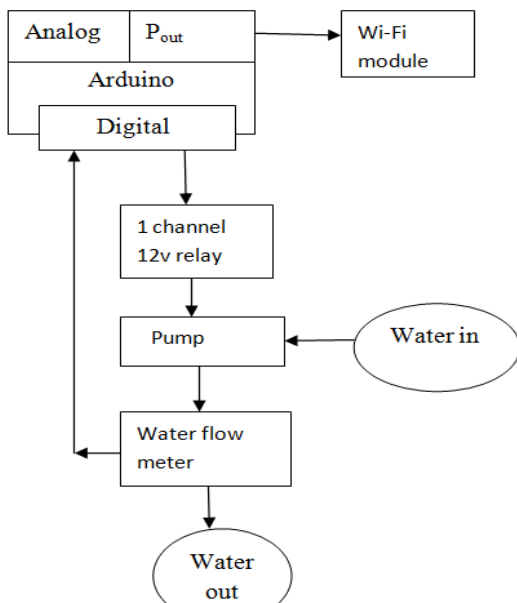 Analog
Pout
Wi-Fi
module
Arduino
Digital
1 channel
12v relay
Pump
Water in
Water flow
meter
Water
out